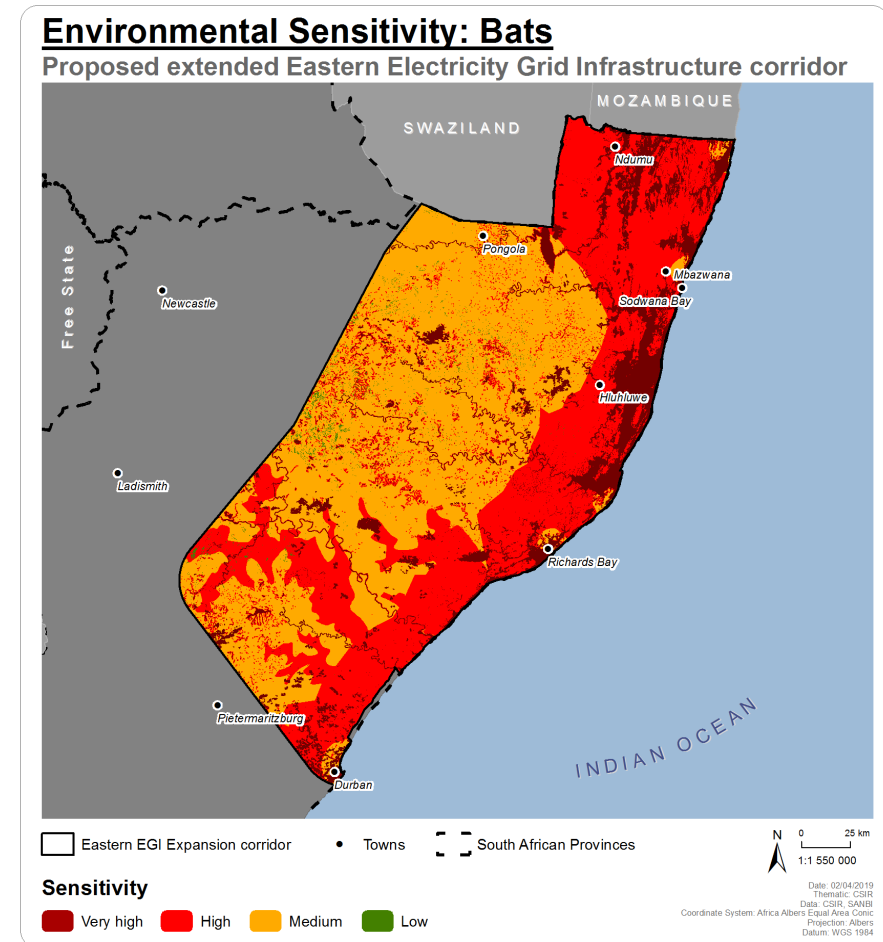 Environmental Sensitivity: Bats
Proposed extended Eastern Electricity Grid Infrastructure corridor
MOZAMBIQUE
SWAZILAND
Ndumu
Pongola
Free State
Mbazwana
Newcastle
Sodwana Bay
Hluhluwe
Ladismith
Richards Bay
Pietermaritzburg
INDIAN OCEAN
Durban
Eastern EGI Expansion corridor
Towns
South African Provinces
N
0 25 km
1:1 550 000
Sensitivity
Very high
High
Medium
Low
Date: 02/04/2019
Thematic: CSIR
Data: CSIR, SANBI
Coordinate System: Africa Albers Equal Area Conic
Projection: Albers
Datum: WGS 1984